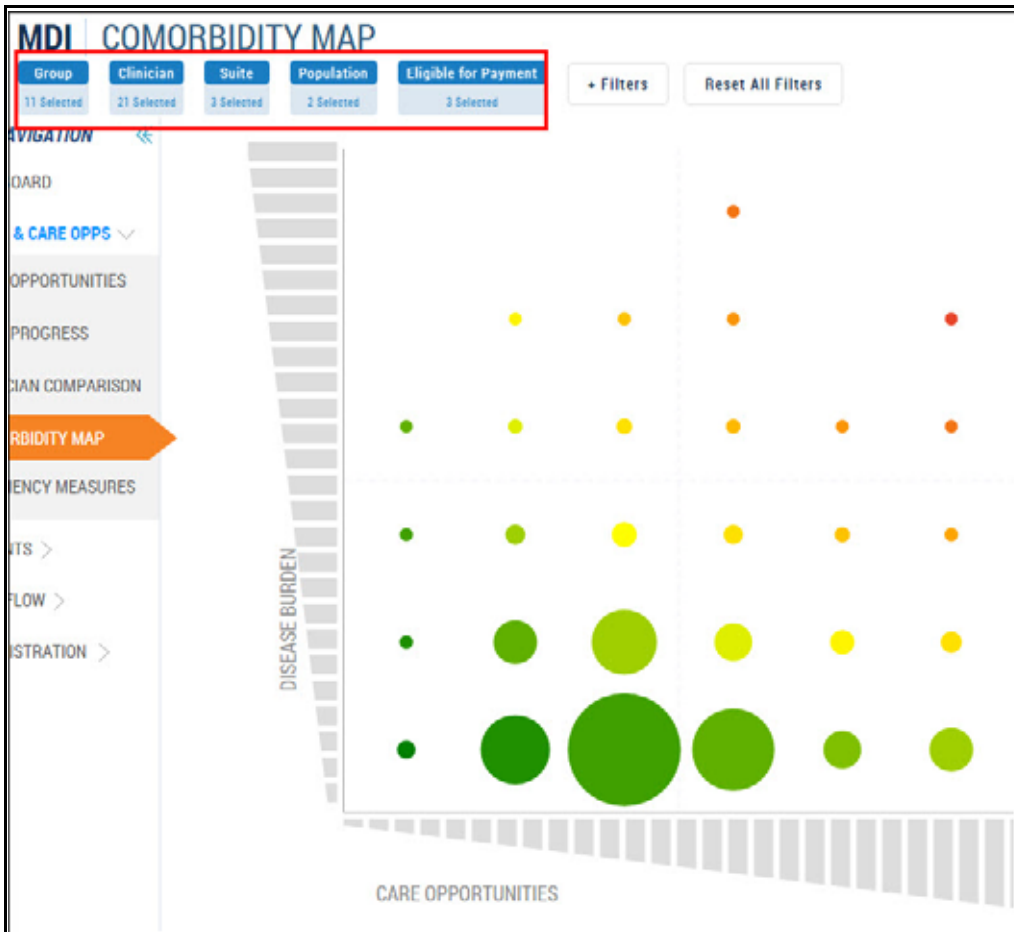 MDI COMORBIDITY MAP
Group Clinician Suite Population Eligible for Payment
11 Selected 21 Selected 3 Selected 2 Selected 3 Selected
+ Filters Reset All Filters
AVIGATION
OARD
& CARE OPPS
OPPORTUNITIES
PROGRESS
CIAN COMPARISON
RBIDITY MAP
IENCY MEASURES
NTS
FLOW
ISTRATION
DISEASE BURDEN
CARE OPPORTUNITIES